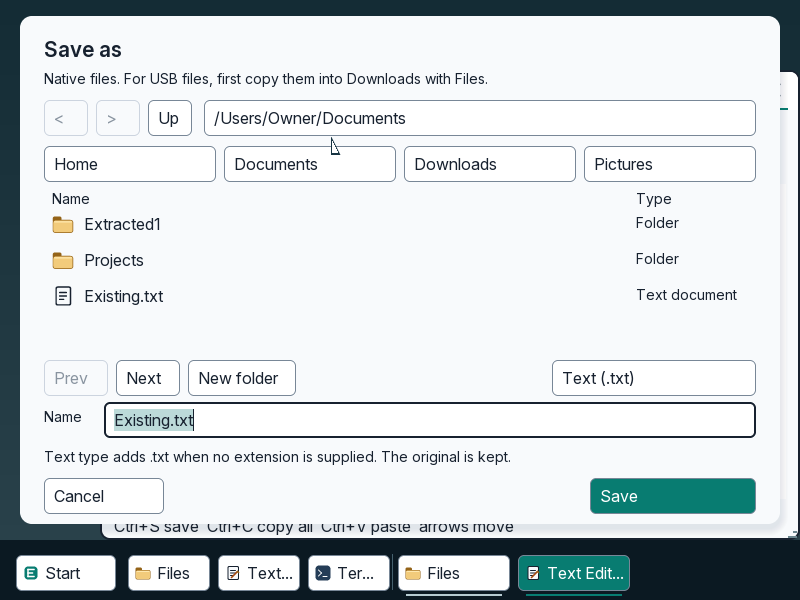 Save as
Native files. For USB files, first copy them into Downloads with Files.
< > Up /Users/Owner/Documents
Home Documents Downloads Pictures
Name Type
Extracted1 Folder
Projects Folder
Existing.txt Text document
Prev Next New folder Text (.txt)
Name Existing.txt
Text type adds .txt when no extension is supplied. The original is kept.
Cancel Save
Ctrl+S save Ctrl+C copy all Ctrl+V paste arrows move
Start Files Text... Ter... Files Text Edit...